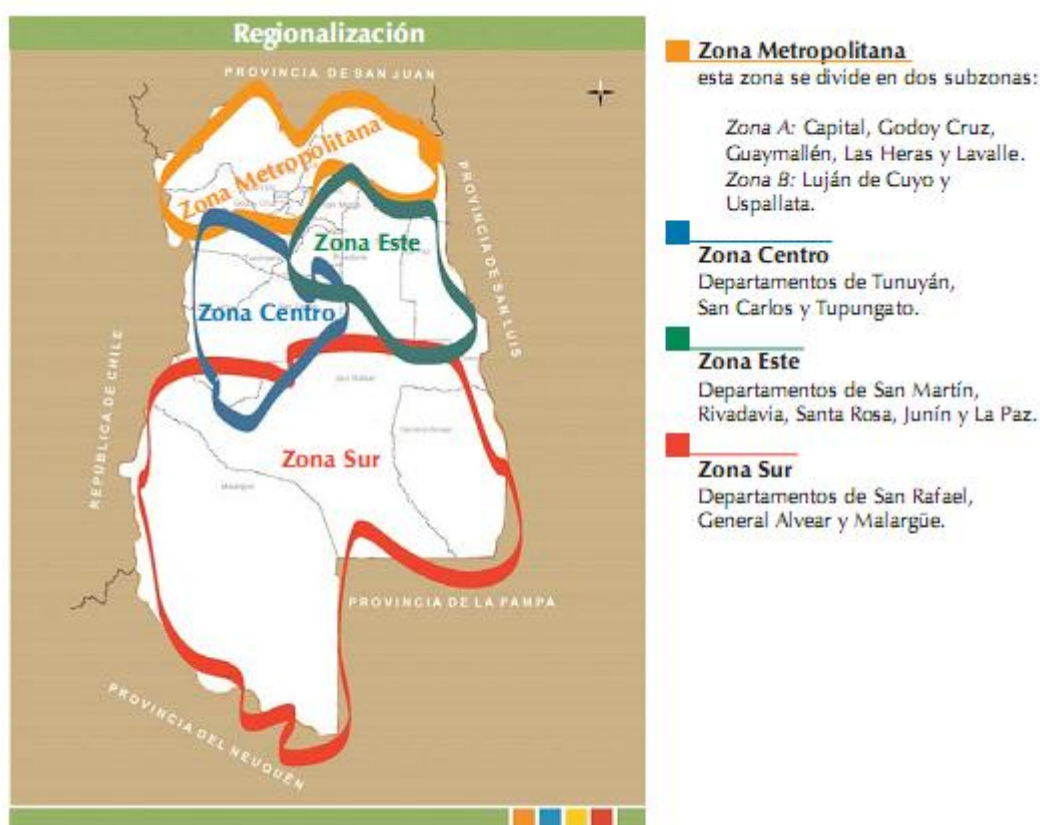 Regionalización
PROVINCIA DE SAN JUAN
Zona Metropolitana
PROVINCIA DE SAN LUIS
Zona Este
Zona Centro
REPUBLICA DE CHILE
Zona Sur
Malargüe
PROVINCIA DE LA PAMPA
PROVINCIA DEL NEUQUÉN
Zona Metropolitana
esta zona se divide en dos subzonas:
Zona A: Capital, Godoy Cruz,
Guaymallén, Las Heras y Lavalle.
Zona B: Luján de Cuyo y
Uspallata.
Zona Centro
Departamentos de Tunuyán,
San Carlos y Tupungato.
Zona Este
Departamentos de San Martín,
Rivadavia, Santa Rosa, Junín y La Paz.
Zona Sur
Departamentos de San Rafael,
General Alvear y Malargüe.